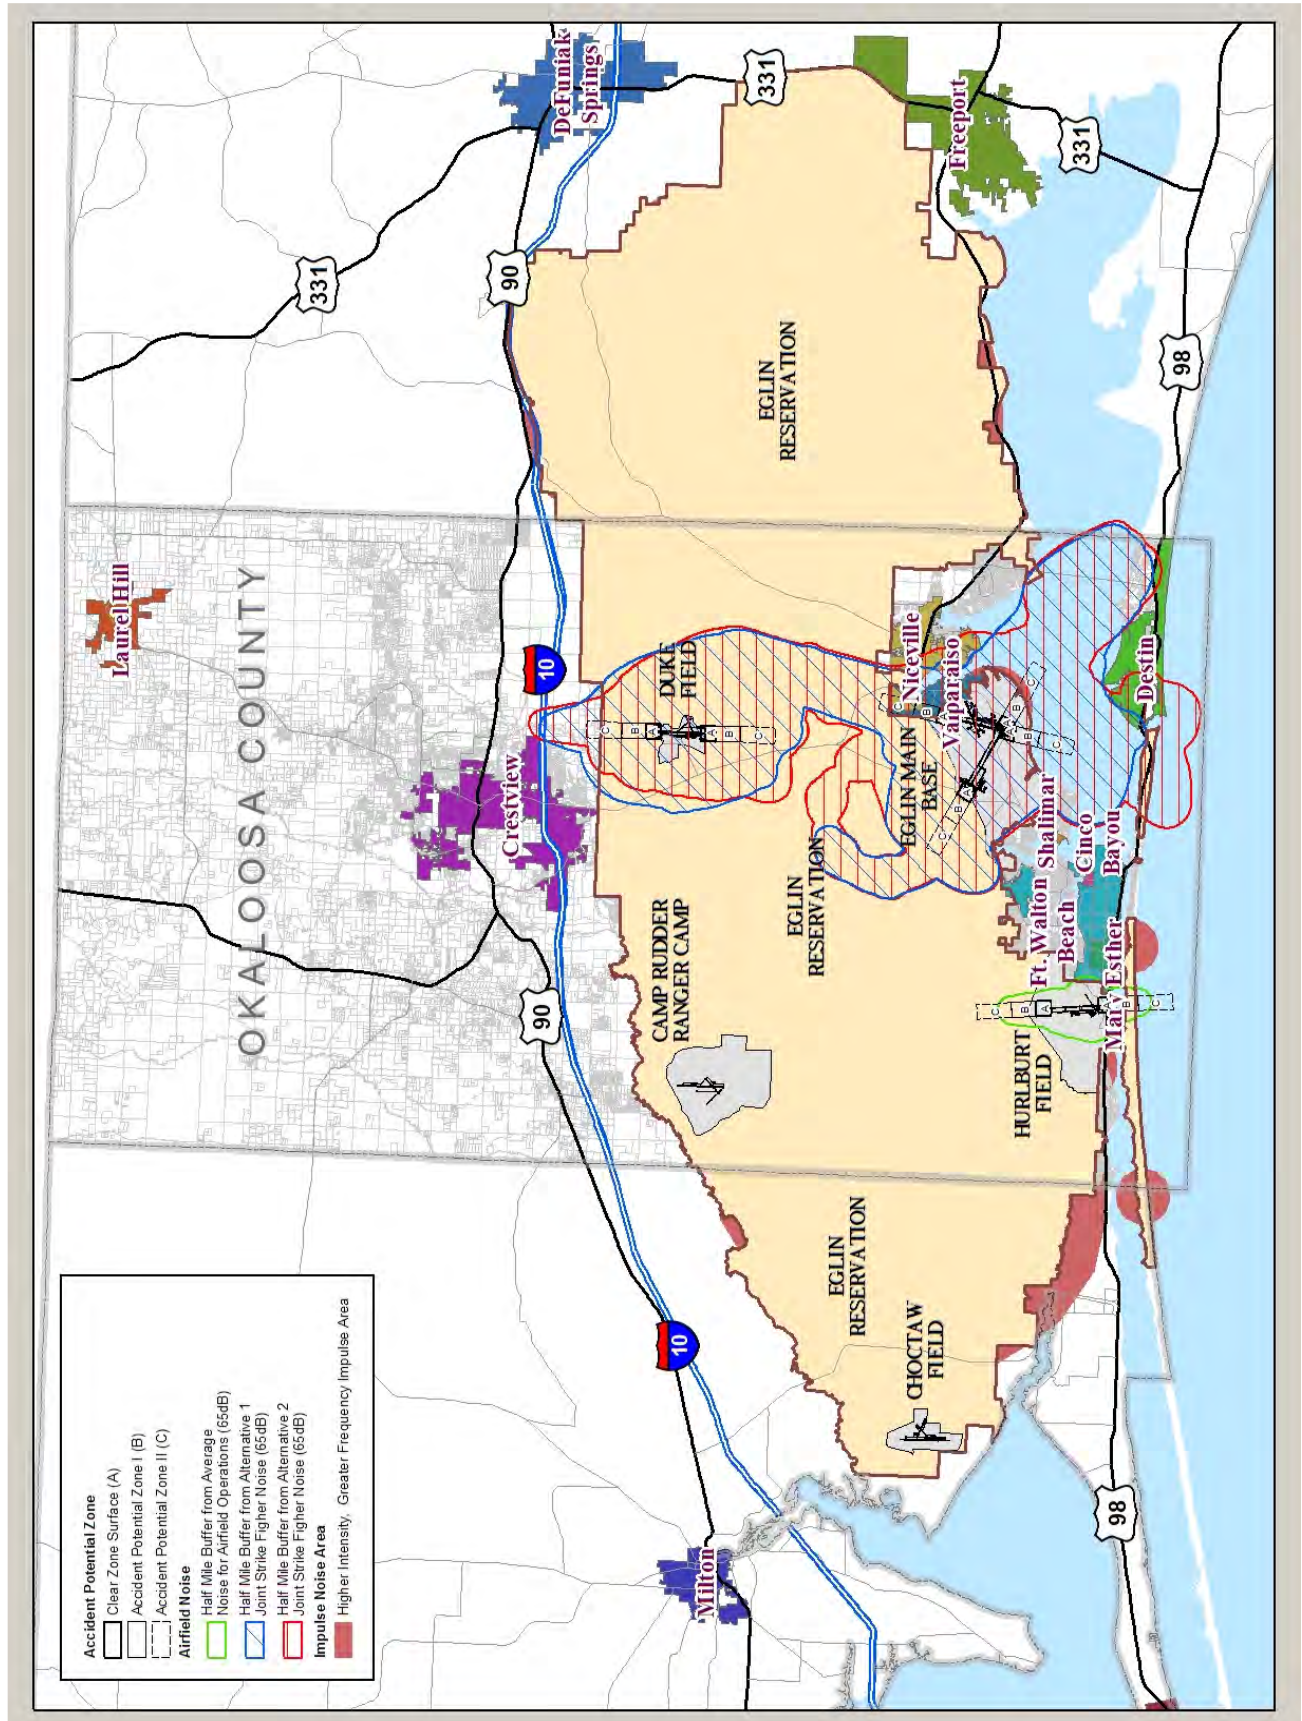 Accident Potential Zone
Clear Zone Surface (A)
Accident Potential Zone I (B)
Accident Potential Zone II (C)
Airfield Noise
Half Mile Buffer from Average
Noise for Airfield Operations (65dB)
Half Mile Buffer from Alternative 1
Joint Strike Figher Noise (65dB)
Half Mile Buffer from Alternative 2
Joint Strike Figher Noise (65dB)
Impulse Noise Area
Higher Intensity, Greater Frequency Impulse Area
OKALOOSA COUNTY
Laurel Hill
331
DeFuniak
Springs
90
331
10
Crestview
90
10
Milton
CAMP RUDDER
RANGER CAMP
DUKE
FIELD
C
B
A
A
B
C
EGLIN
RESERVATION
EGLIN
RESERVATION
EGLIN
RESERVATION
CHOCTAW
FIELD
EGLIN MAIN
BASE
Niceville
Valparaiso
C
B
C
B
A
A
B
C
B
C
Freeport
331
HURLBURT
FIELD
C
B
A
A
B
C
Ft. Walton
Beach
Shalimar
Cinco
Bayou
Mary Esther
Destin
98
98